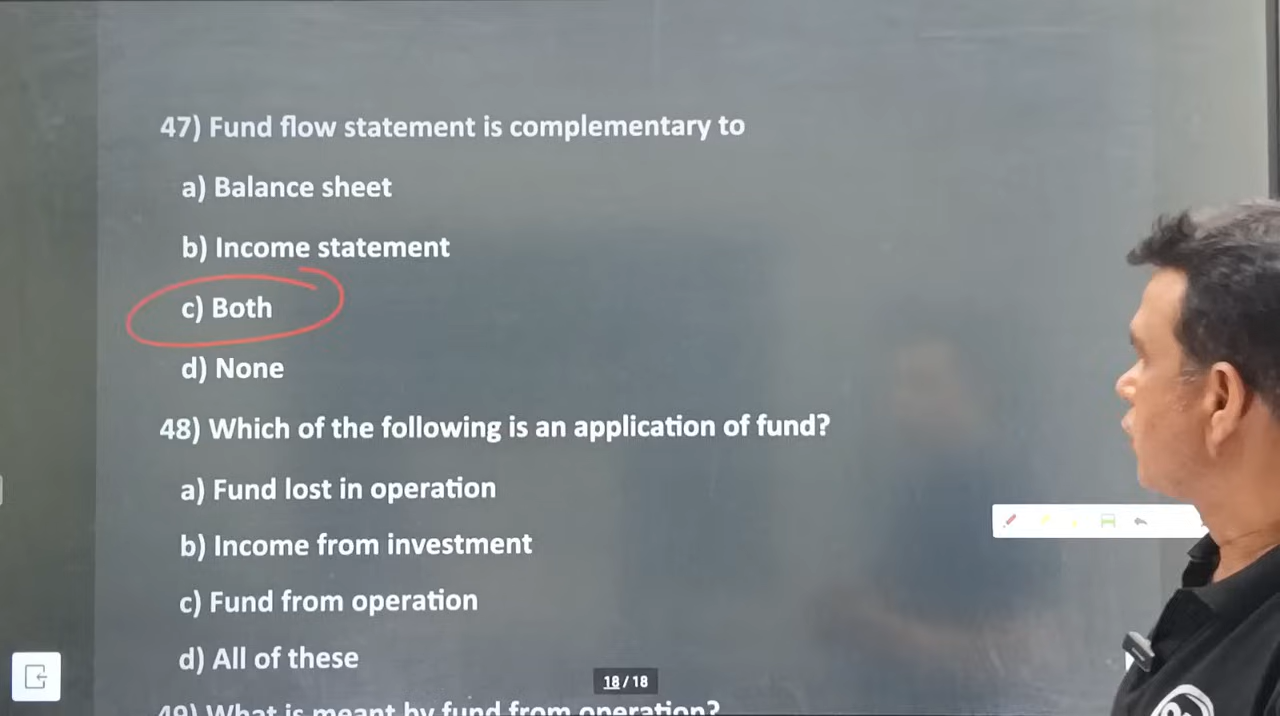 47) Fund flow statement is complementary to
a) Balance sheet
b) Income statement
c) Both
d) None
48) Which of the following is an application of fund?
a) Fund lost in operation
b) Income from investment
c) Fund from operation
d) All of these
18/18
49) What is meant by fund from operation?